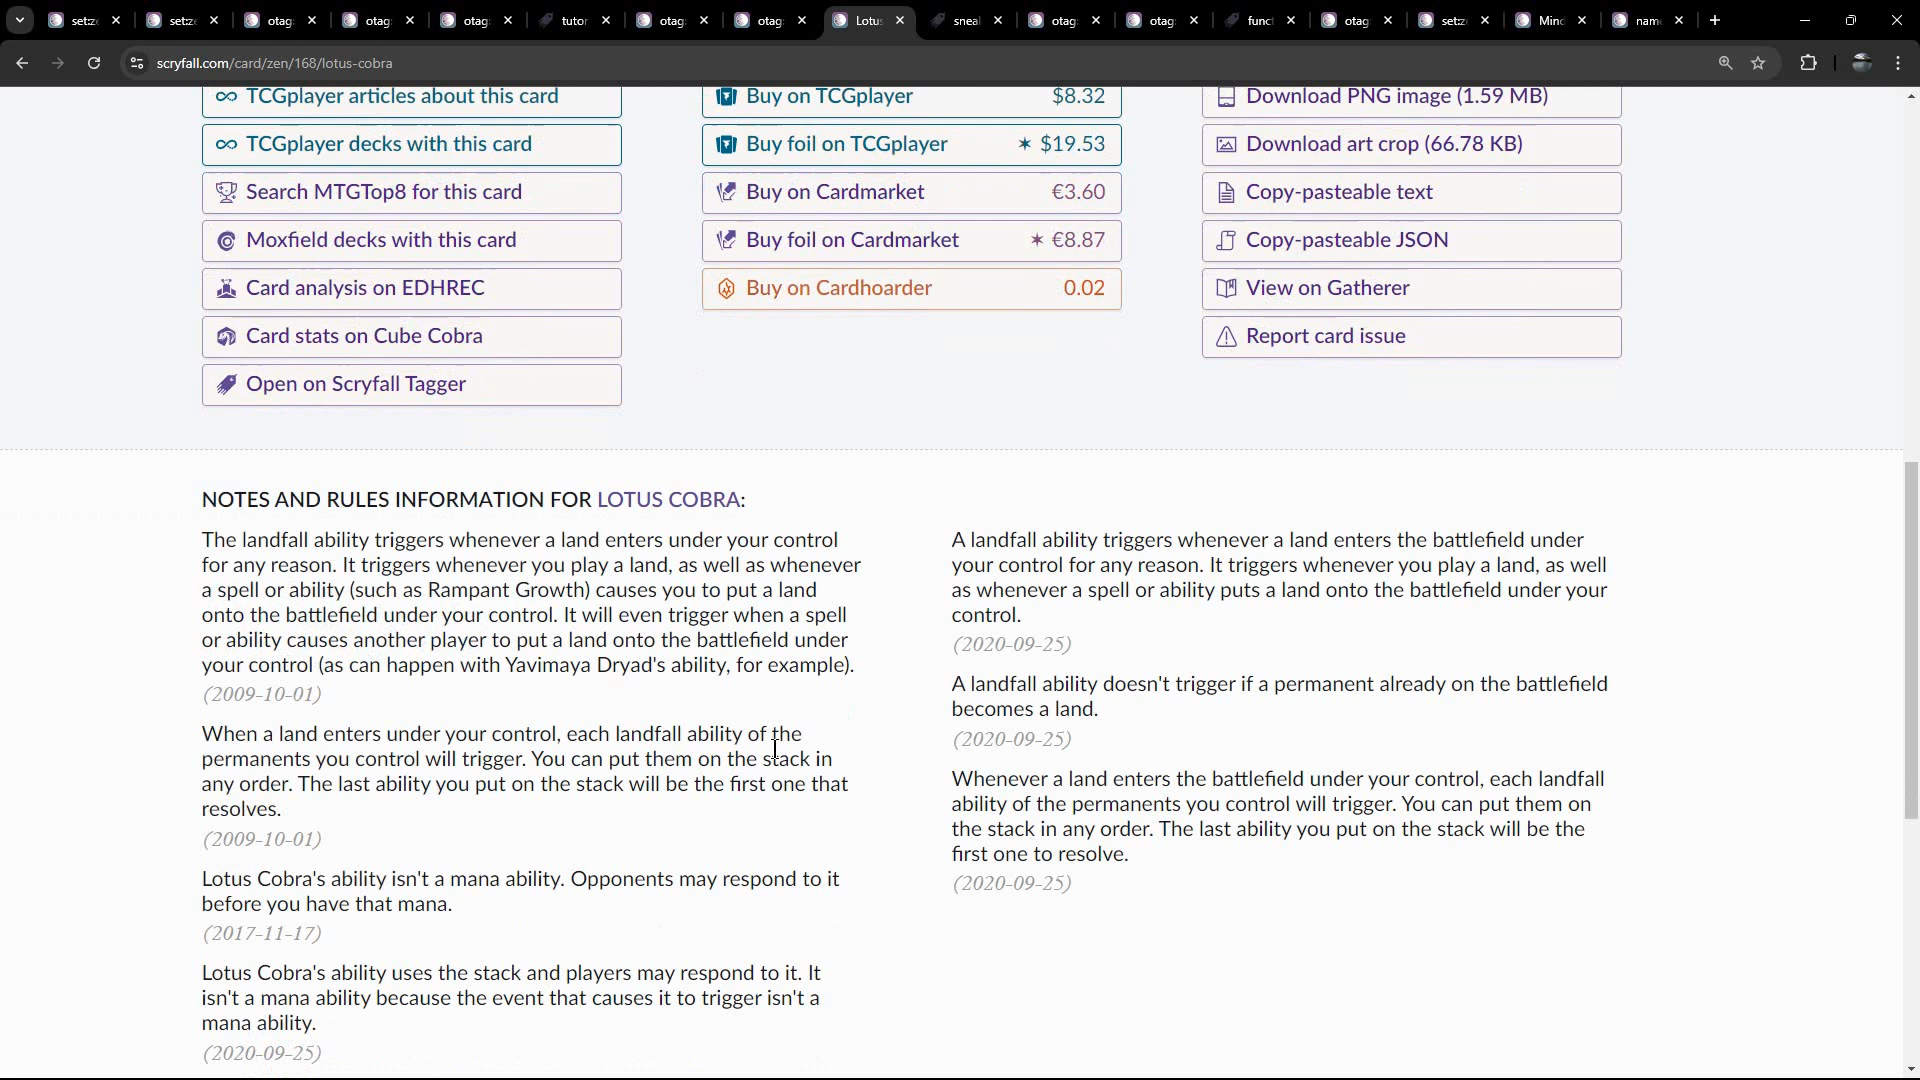 set:z
set:z
otag:
otag:
otag:
tutor
otag:
otag:
Lotus
snea
otag:
otag:
funct
otag:
set:z
Mind
nam
scryfall.com/card/zen/168/lotus-cobra
TCGplayer articles about this card
TCGplayer decks with this card
Search MTGTop8 for this card
Moxfield decks with this card
Card analysis on EDHREC
Card stats on Cube Cobra
Open on Scryfall Tagger
Buy on TCGplayer $8.32
Buy foil on TCGplayer ✶ $19.53
Buy on Cardmarket €3.60
Buy foil on Cardmarket ✶ €8.87
Buy on Cardhoarder 0.02
Download PNG image (1.59 MB)
Download art crop (66.78 KB)
Copy-pasteable text
Copy-pasteable JSON
View on Gatherer
Report card issue
NOTES AND RULES INFORMATION FOR LOTUS COBRA:
The landfall ability triggers whenever a land enters under your control
for any reason. It triggers whenever you play a land, as well as whenever
a spell or ability (such as Rampant Growth) causes you to put a land
onto the battlefield under your control. It will even trigger when a spell
or ability causes another player to put a land onto the battlefield under
your control (as can happen with Yavimaya Dryad's ability, for example).
(2009-10-01)
When a land enters under your control, each landfall ability of the
permanents you control will trigger. You can put them on the stack in
any order. The last ability you put on the stack will be the first one that
resolves.
(2009-10-01)
Lotus Cobra's ability isn't a mana ability. Opponents may respond to it
before you have that mana.
(2017-11-17)
Lotus Cobra's ability uses the stack and players may respond to it. It
isn't a mana ability because the event that causes it to trigger isn't a
mana ability.
(2020-09-25)
A landfall ability triggers whenever a land enters the battlefield under
your control for any reason. It triggers whenever you play a land, as well
as whenever a spell or ability puts a land onto the battlefield under your
control.
(2020-09-25)
A landfall ability doesn't trigger if a permanent already on the battlefield
becomes a land.
(2020-09-25)
Whenever a land enters the battlefield under your control, each landfall
ability of the permanents you control will trigger. You can put them on
the stack in any order. The last ability you put on the stack will be the
first one to resolve.
(2020-09-25)